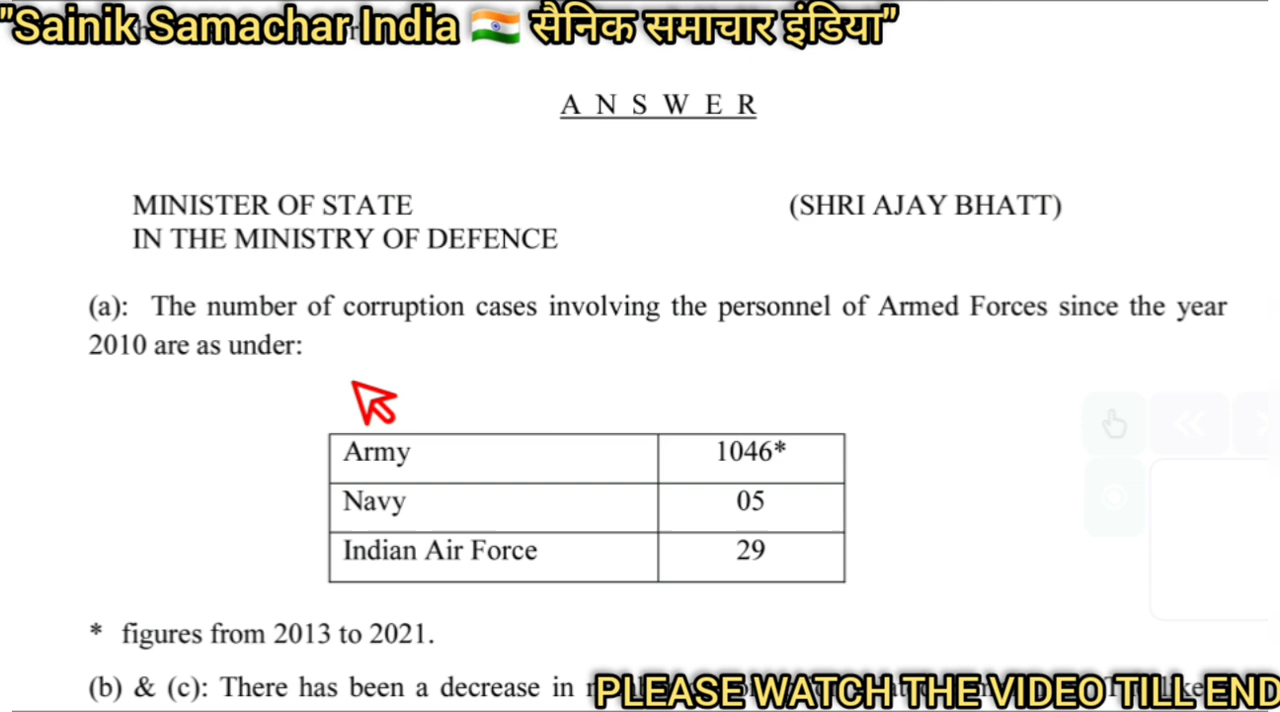 "Sainik Samachar India 🇮🇳 सैनिक समाचार इंडिया"
A N S W E R
MINISTER OF STATE (SHRI AJAY BHATT)
IN THE MINISTRY OF DEFENCE
(a): The number of corruption cases involving the personnel of Armed Forces since the year
2010 are as under:
Army 1046*
Navy 05
Indian Air Force 29
* figures from 2013 to 2021.
(b) & (c): There has been a decrease in
PLEASE WATCH THE VIDEO TILL END